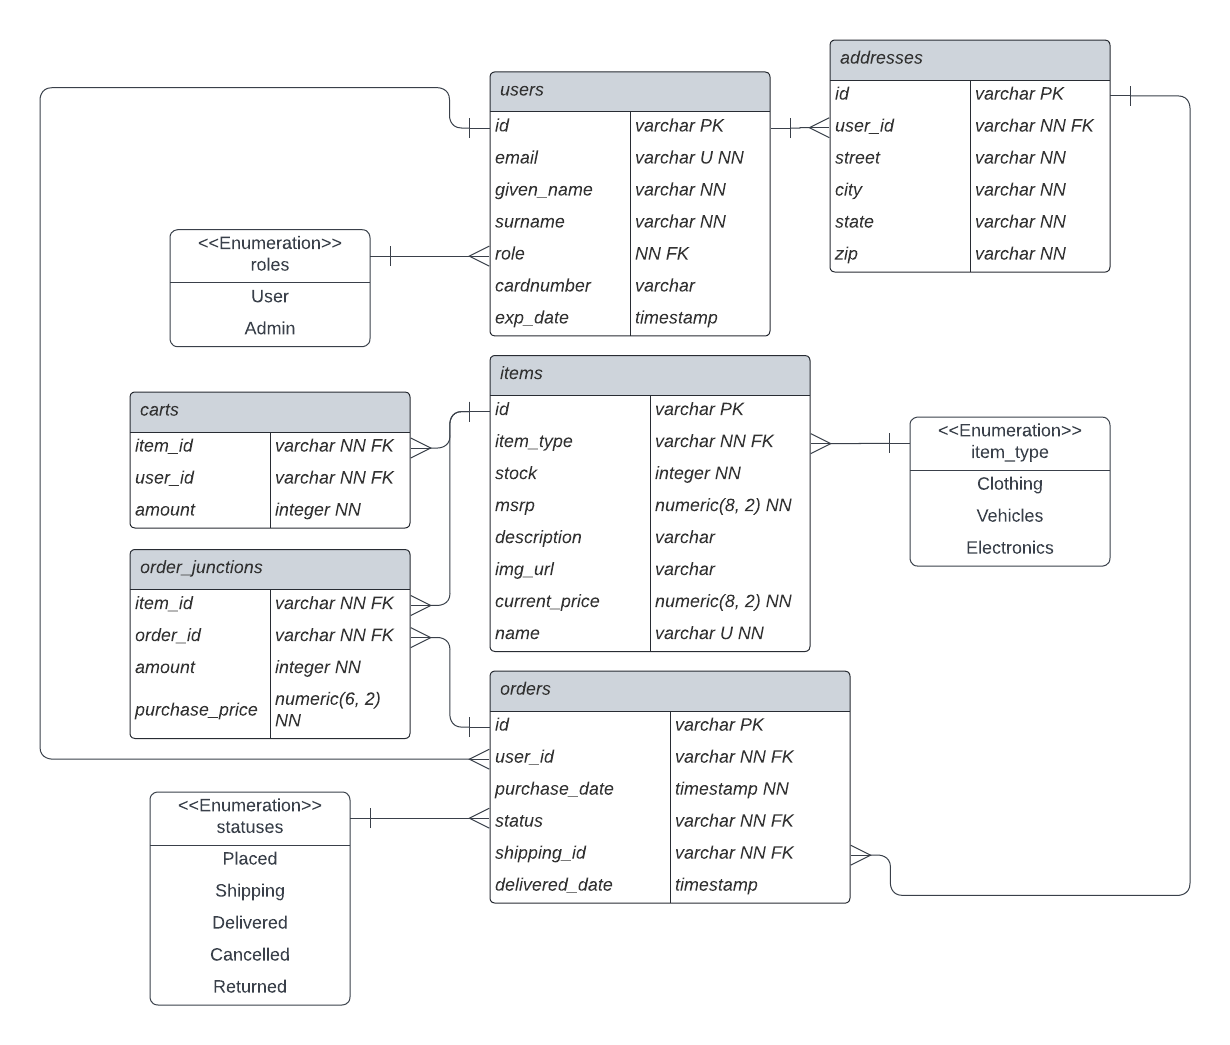 users
id varchar PK
email varchar U NN
given_name varchar NN
surname varchar NN
role NN FK
cardnumber varchar
exp_date timestamp
addresses
id varchar PK
user_id varchar NN FK
street varchar NN
city varchar NN
state varchar NN
zip varchar NN
<<Enumeration>>
roles
User
Admin
carts
item_id varchar NN FK
user_id varchar NN FK
amount integer NN
items
id varchar PK
item_type varchar NN FK
stock integer NN
msrp numeric(8, 2) NN
description varchar
img_url varchar
current_price numeric(8, 2) NN
name varchar U NN
<<Enumeration>>
item_type
Clothing
Vehicles
Electronics
order_junctions
item_id varchar NN FK
order_id varchar NN FK
amount integer NN
purchase_price numeric(6, 2)
NN
orders
id varchar PK
user_id varchar NN FK
purchase_date timestamp NN
status varchar NN FK
shipping_id varchar NN FK
delivered_date timestamp
<<Enumeration>>
statuses
Placed
Shipping
Delivered
Cancelled
Returned